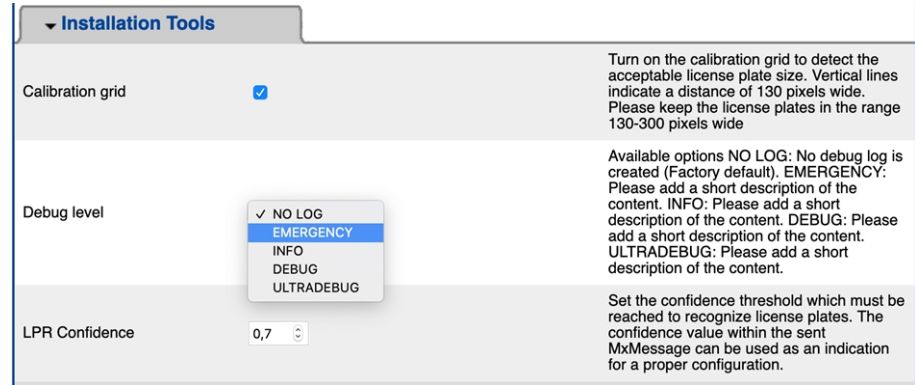 Installation Tools
Calibration grid
Turn on the calibration grid to detect the
acceptable license plate size. Vertical lines
indicate a distance of 130 pixels wide.
Please keep the license plates in the range
130-300 pixels wide
Debug level
NO LOG
EMERGENCY
INFO
DEBUG
ULTRADEBUG
Available options NO LOG: No debug log is
created (Factory default). EMERGENCY:
Please add a short description of the
content. INFO: Please add a short
description of the content. DEBUG: Please
add a short description of the content.
ULTRADEBUG: Please add a short
description of the content.
LPR Confidence
0,7
Set the confidence threshold which must be
reached to recognize license plates. The
confidence value within the sent
MxMessage can be used as an indication
for a proper configuration.